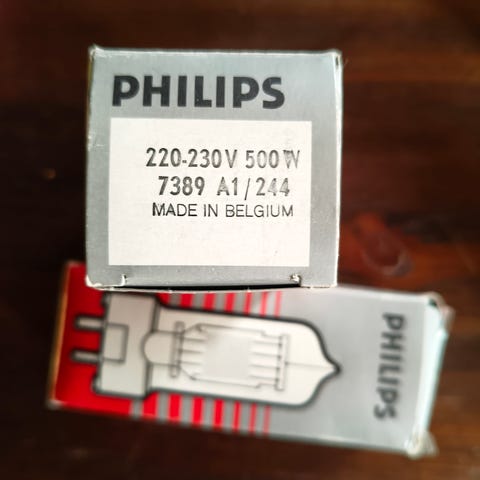 PHILIPS
220-230V 500W
7389 A1/244
MADE IN BELGIUM
PHILIPS